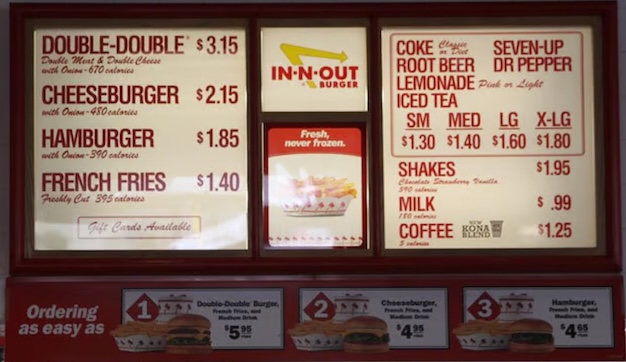 DOUBLE-DOUBLE® $3.15
Double Meat & Double Cheese
with Onion-670 calories
CHEESEBURGER $2.15
with Onion-480 calories
HAMBURGER $1.85
with Onion-390 calories
FRENCH FRIES $1.40
Freshly Cut 395 calories
Gift Cards Available
IN-N-OUT
BURGER
Fresh,
never frozen.
COKE Classic or Diet SEVEN-UP
ROOT BEER DR PEPPER
LEMONADE Pink or Light
ICED TEA
SM MED LG X-LG
$1.30 $1.40 $1.60 $1.80
SHAKES $1.95
Chocolate Strawberry Vanilla
590 calories
MILK $ .99
180 calories
COFFEE NEW KONA BLEND $1.25
5 calories
Ordering
as easy as
1
Double-Double® Burger,
French Fries, and
Medium Drink
$5.95
2
Cheeseburger,
French Fries, and
Medium Drink
$4.95
3
Hamburger,
French Fries, and
Medium Drink
$4.65